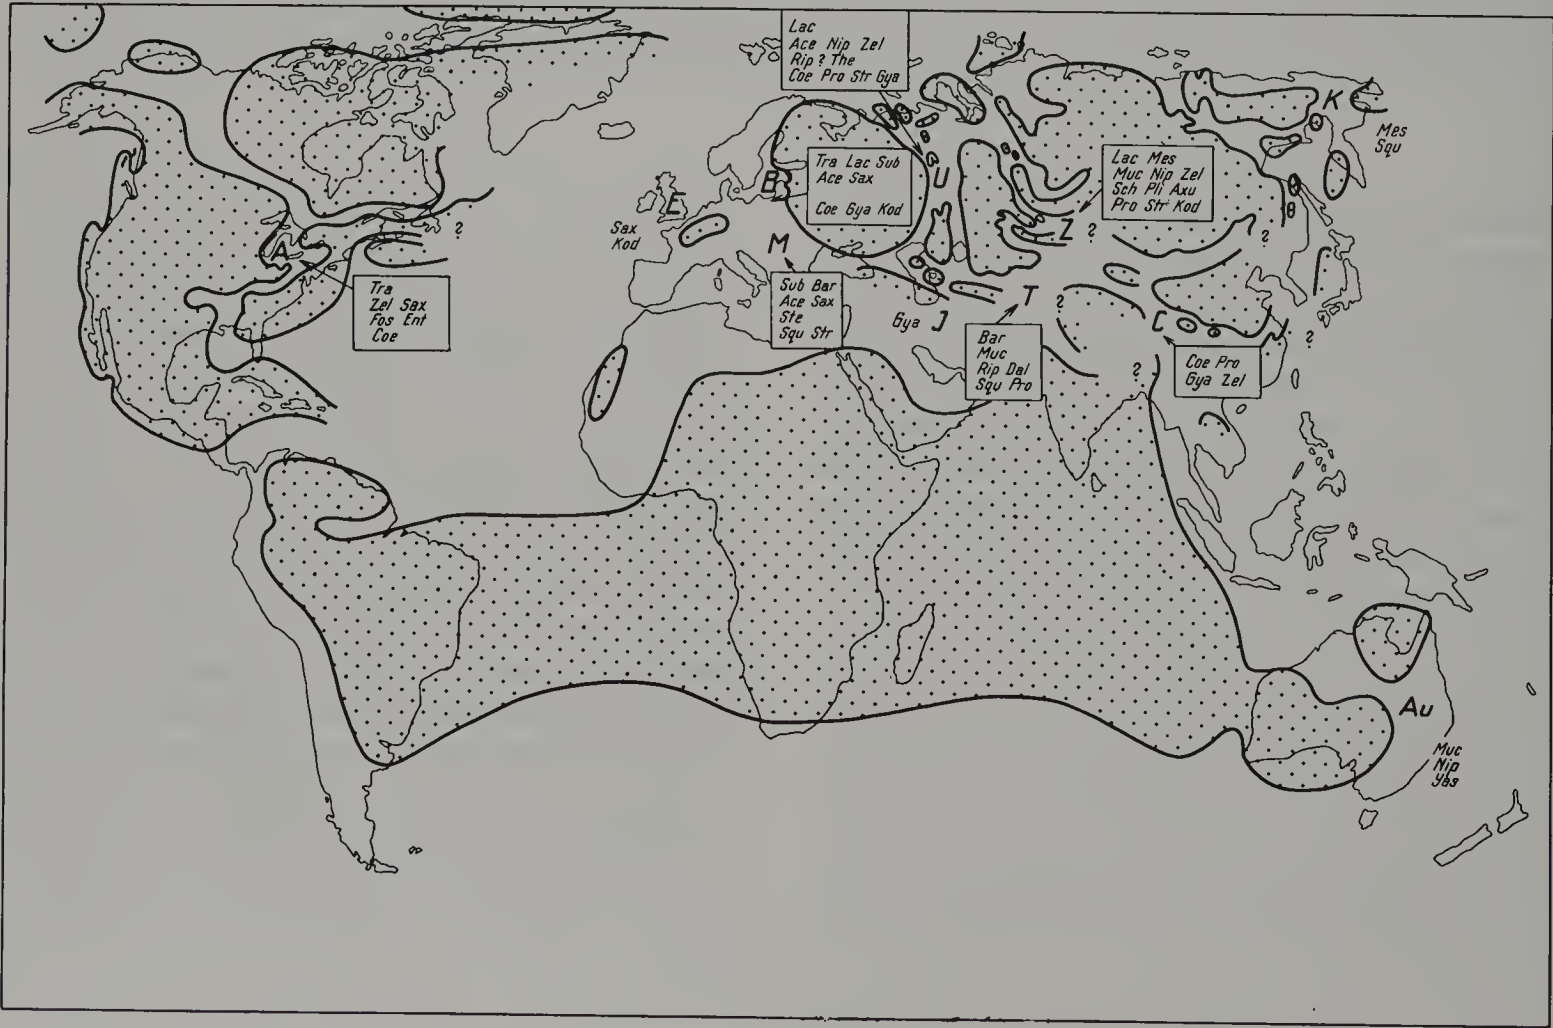 Lac
Ace Nip Zel
Rip ? The
Coe Pro Str Gya
K
Mes
Squ
Tra Lac Sub
Ace Sax
Coe Gya Kod
B
U
Lac Mes
Muc Nip Zel
Sch Pli Axu
Pro Str Kod
E
Sax
Kod
Z
?
?
?
A
M
Tra
Zel Sax
Fos Ent
Coe
Sub Bar
Ace Sax
Ste
Squ Str
Gya J
T
?
Bar
Muc
Rip Dal
Squ Pro
C
?
?
Coe Pro
Gya Zel
Au
Muc
Nip
Yas